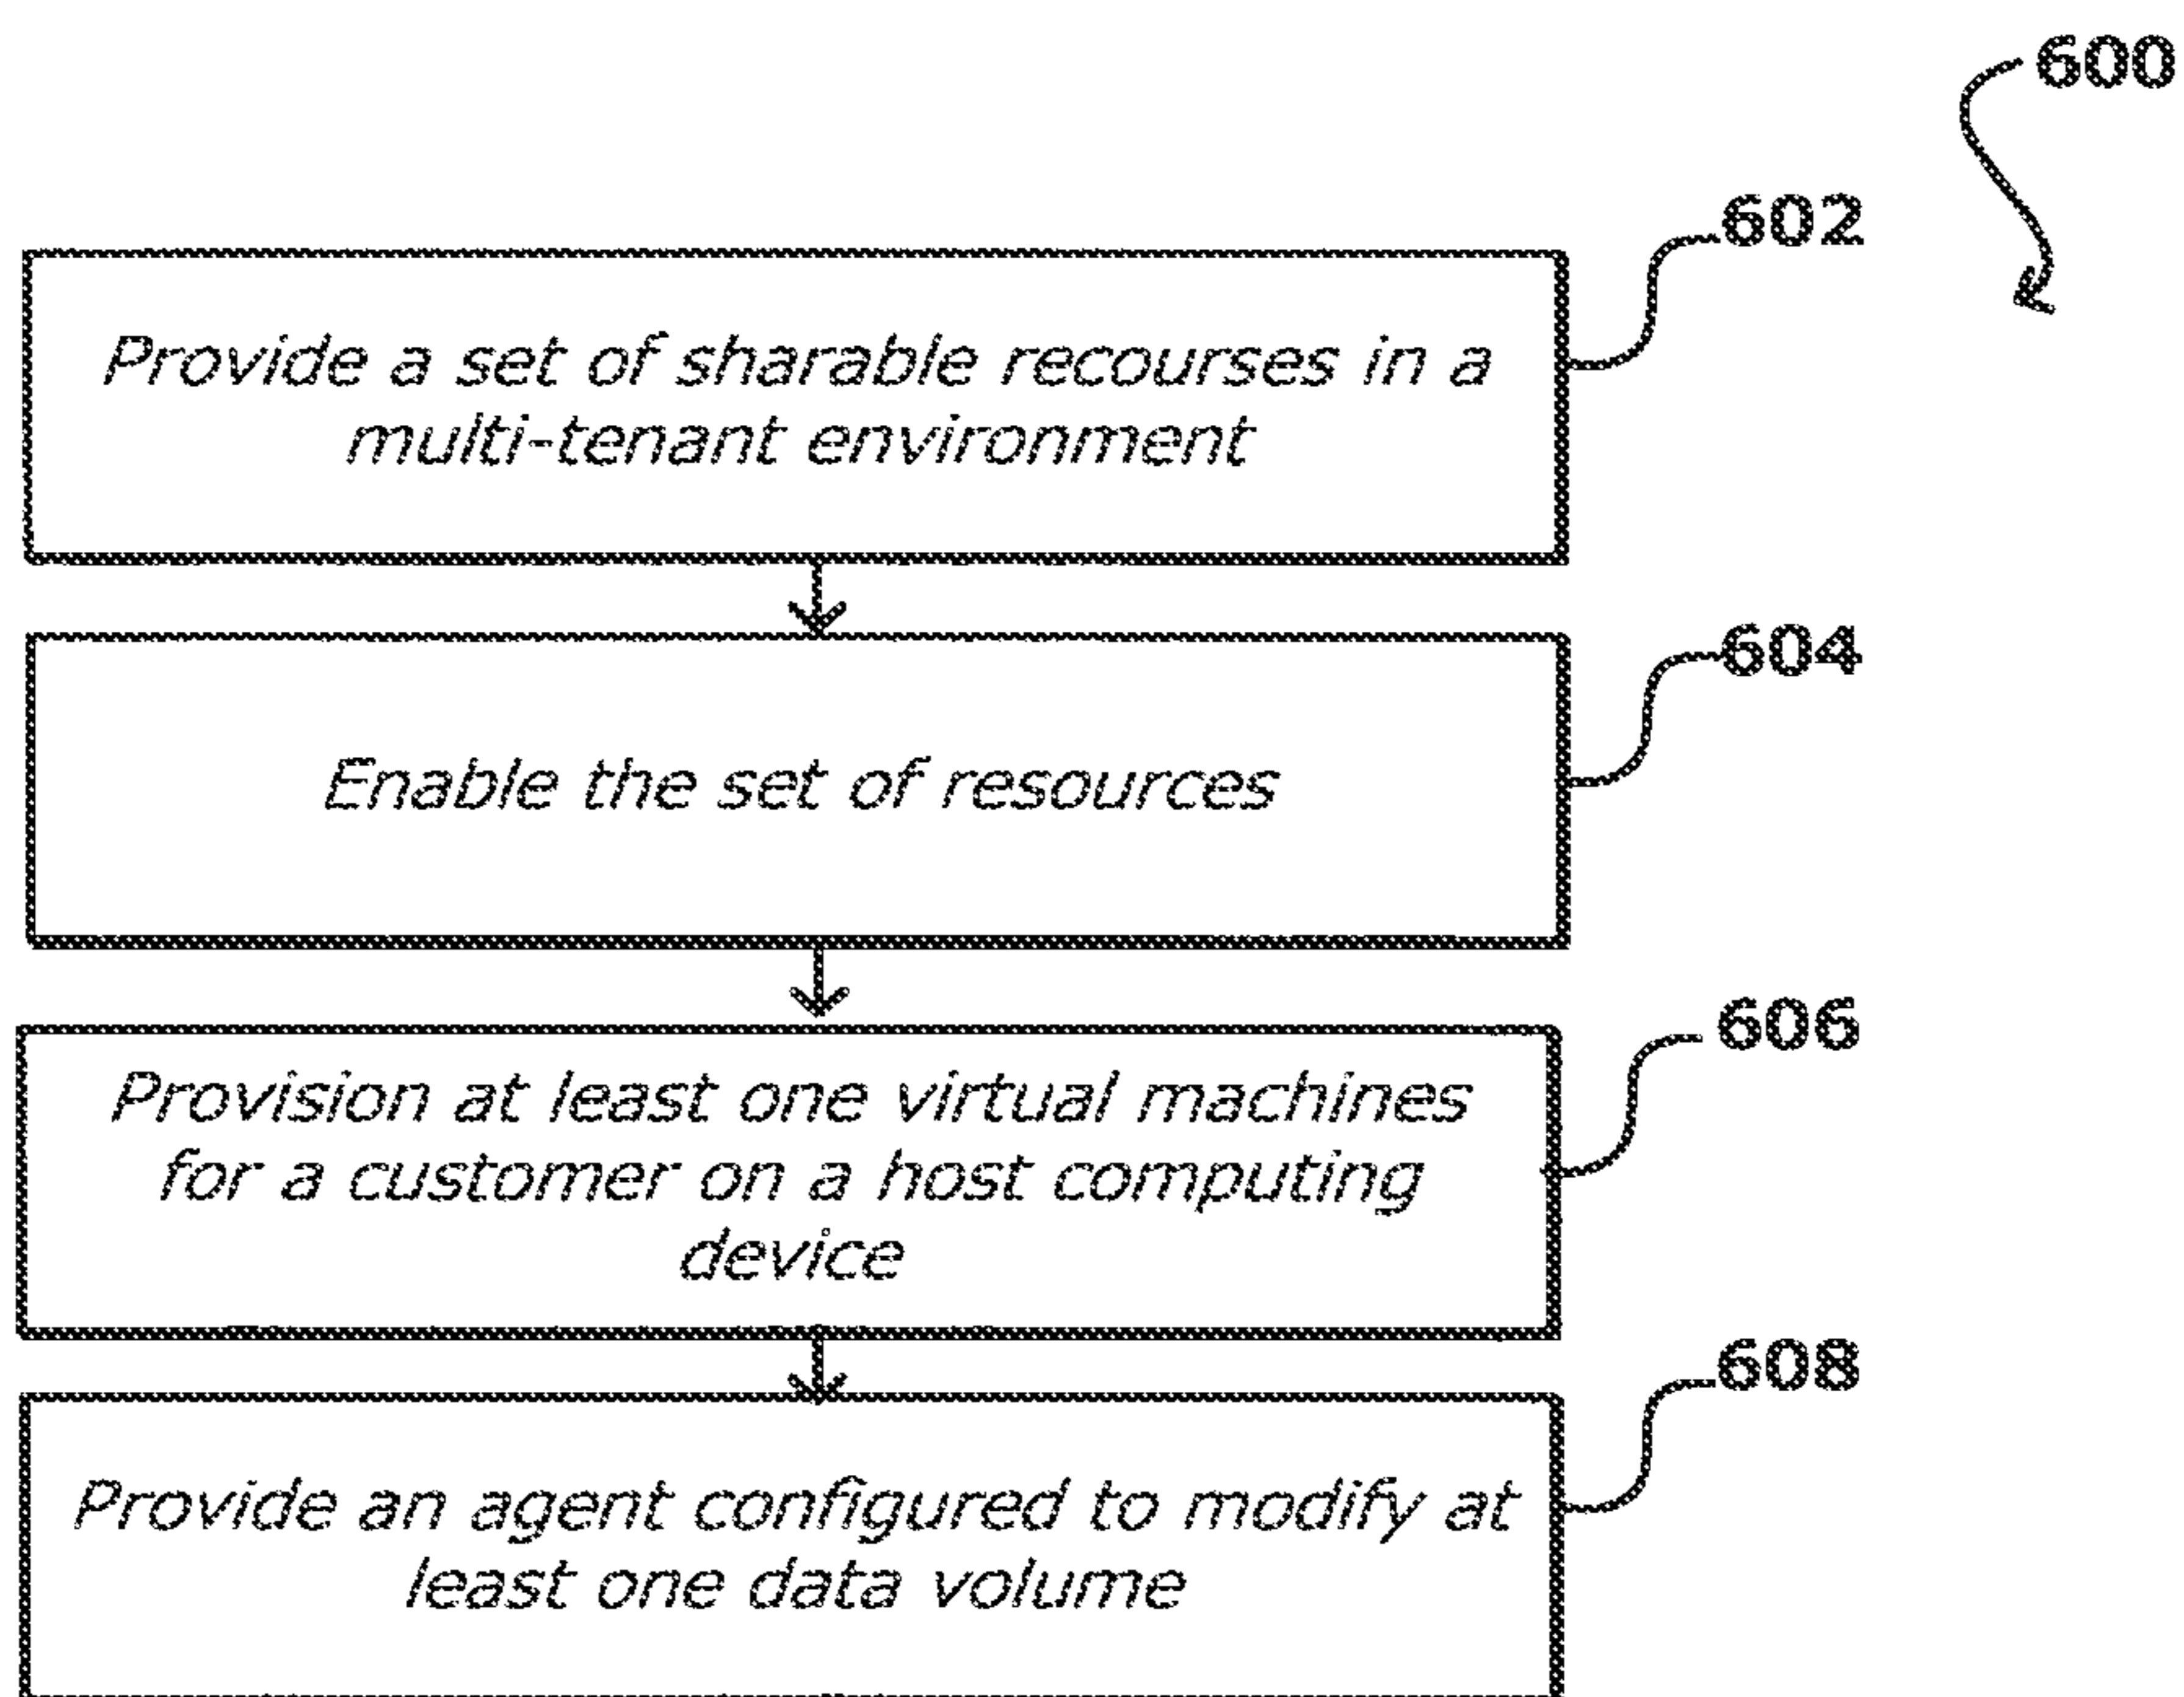 600
602
Provide a set of sharable recourses in a
multi-tenant environment
604
Enable the set of resources
606
Provision at least one virtual machines
for a customer on a host computing
device
608
Provide an agent configured to modify at
least one data volume